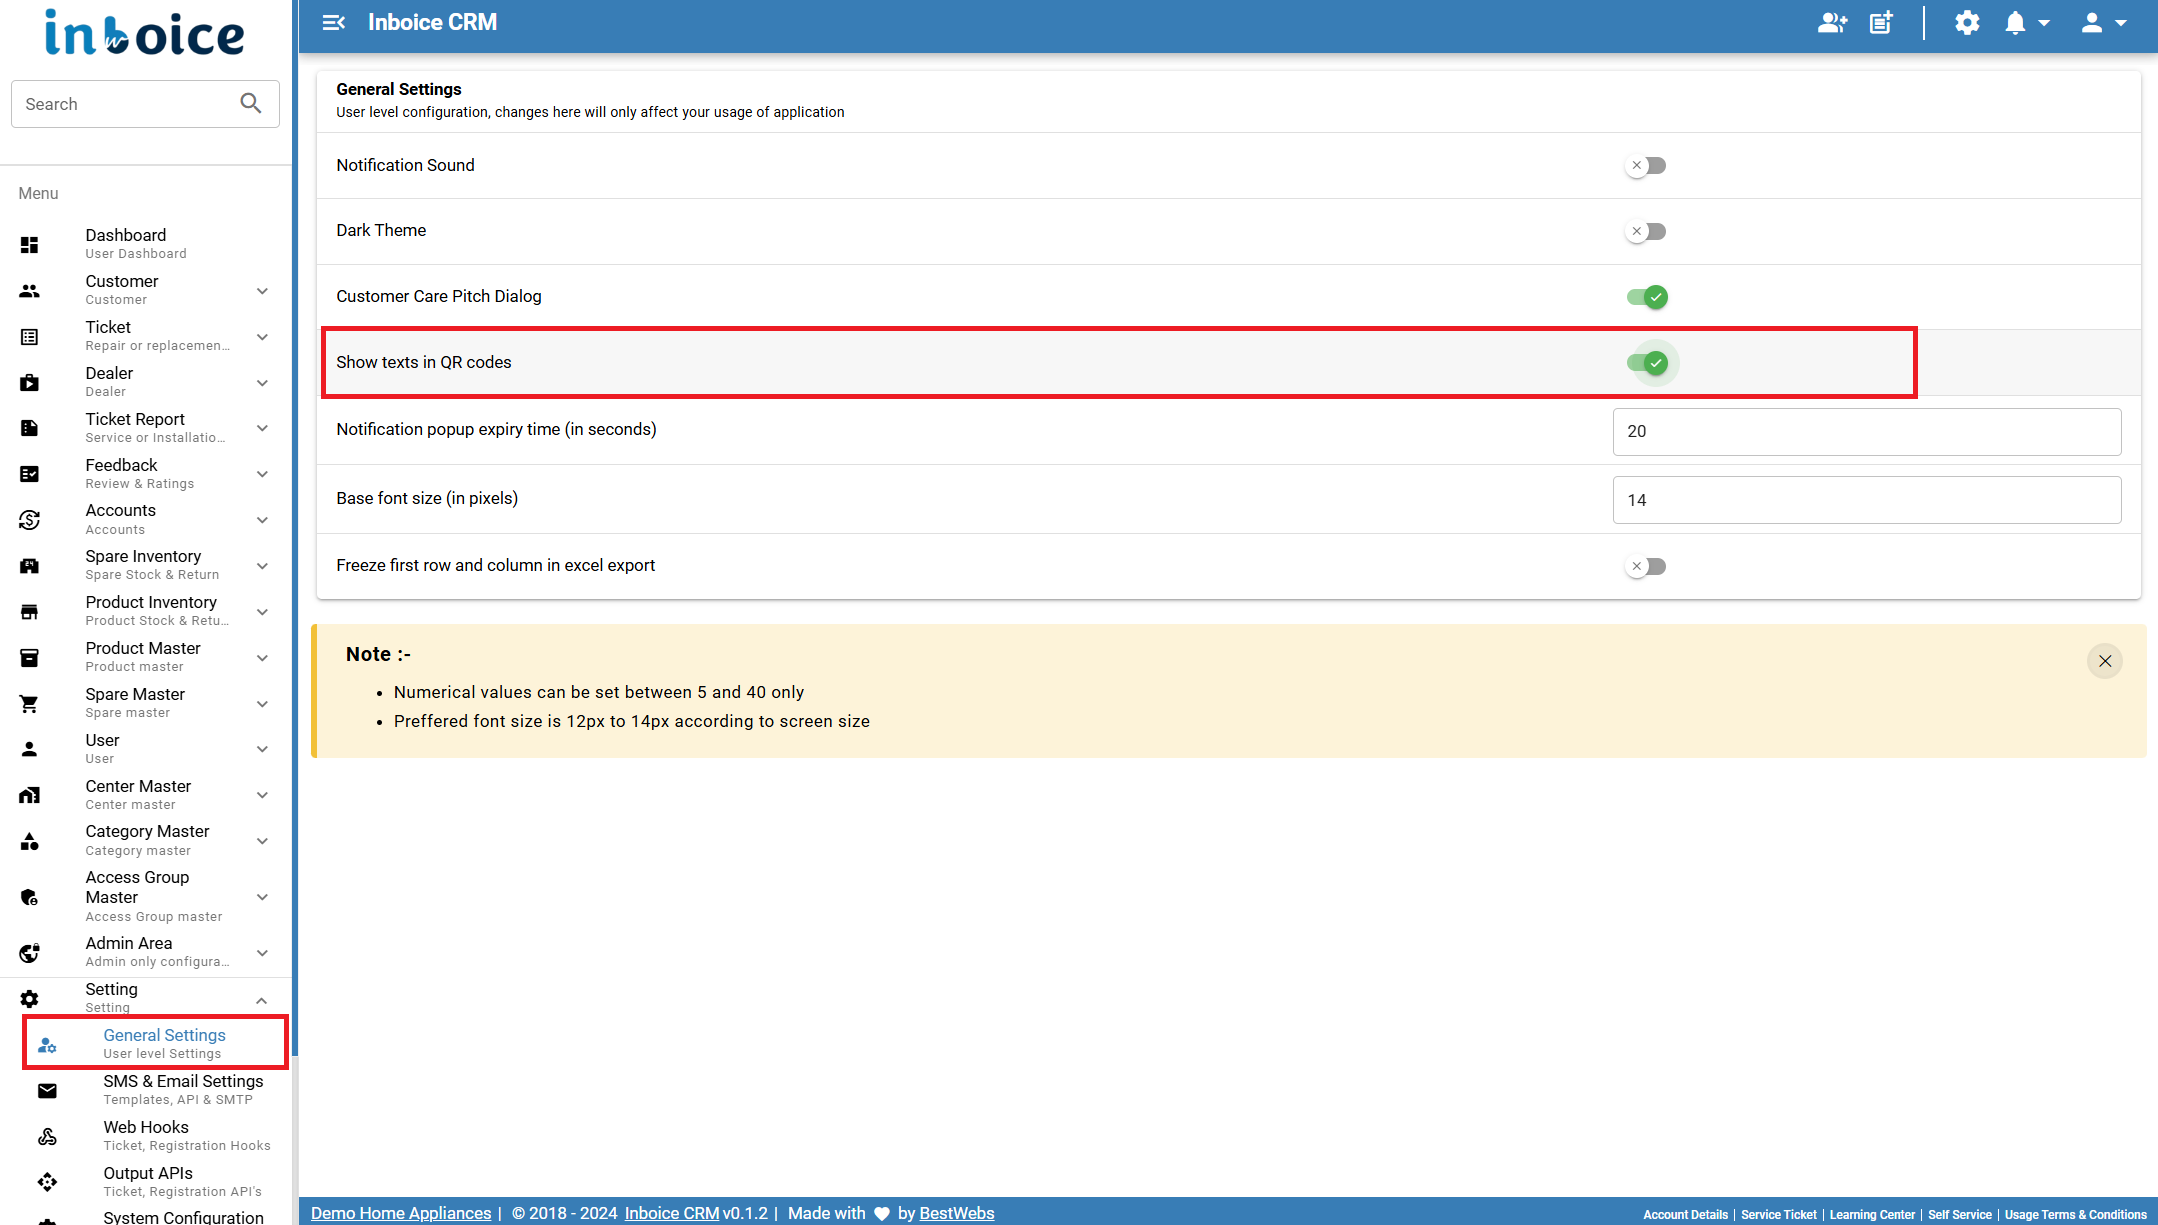 inboice
Inboice CRM
Search
Menu
Dashboard
User Dashboard
Customer
Customer
Ticket
Repair or replacemen...
Dealer
Dealer
Ticket Report
Service or Installatio...
Feedback
Review & Ratings
Accounts
Accounts
Spare Inventory
Spare Stock & Return
Product Inventory
Product Stock & Retu...
Product Master
Product master
Spare Master
Spare master
User
User
Center Master
Center master
Category Master
Category master
Access Group
Master
Access Group master
Admin Area
Admin only configura...
Setting
Setting
General Settings
User level Settings
SMS & Email Settings
Templates, API & SMTP
Web Hooks
Ticket, Registration Hooks
Output APIs
Ticket, Registration API's
System Configuration
General Settings
User level configuration, changes here will only affect your usage of application
Notification Sound
Dark Theme
Customer Care Pitch Dialog
Show texts in QR codes
Notification popup expiry time (in seconds) 20
Base font size (in pixels) 14
Freeze first row and column in excel export
Note :-
• Numerical values can be set between 5 and 40 only
• Preffered font size is 12px to 14px according to screen size
Demo Home Appliances | © 2018 - 2024 Inboice CRM v0.1.2 | Made with ♥ by BestWebs
Account Details | Service Ticket | Learning Center | Self Service | Usage Terms & Conditions